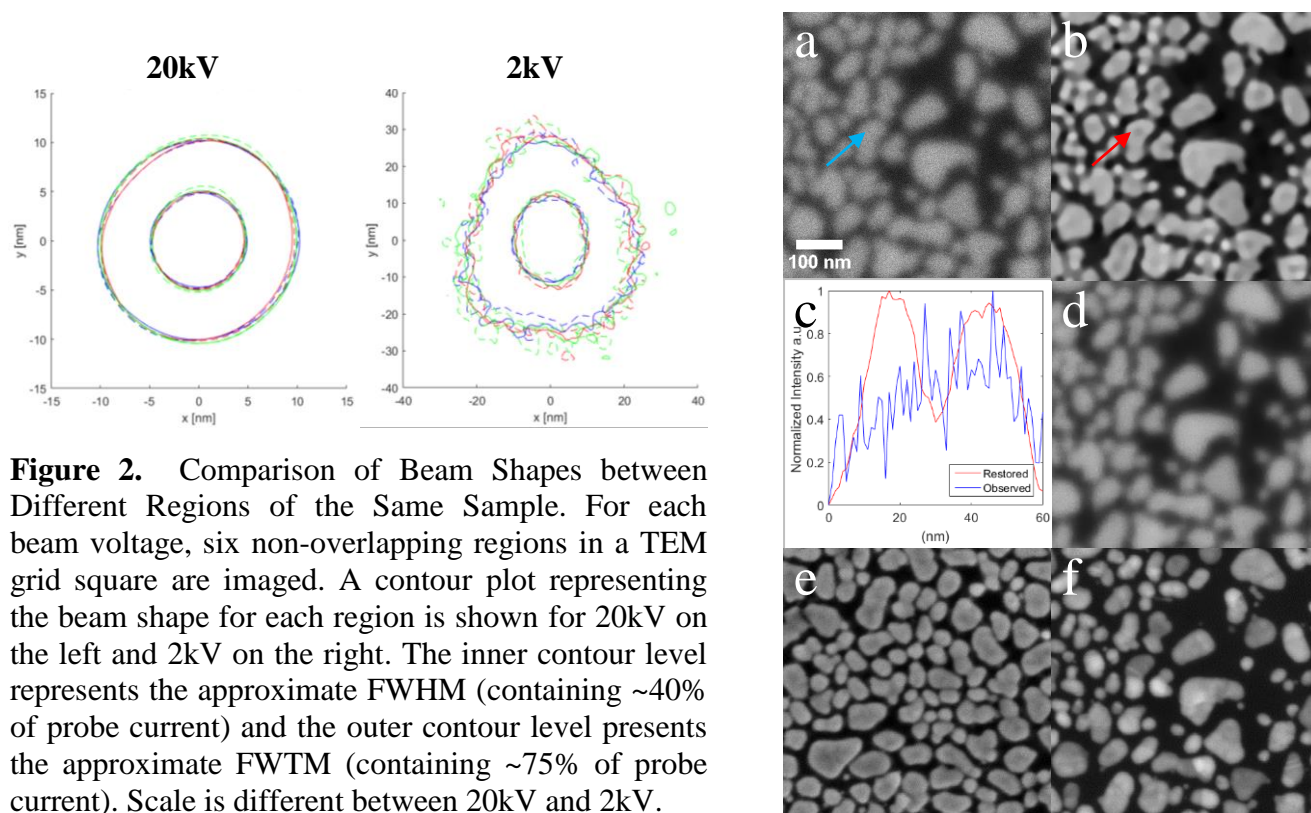 20kV
2kV
15
10
5
0
-5
-10
-15
y [nm]
-15 -10 -5 0 5 10 15
x [nm]
40
30
20
10
0
-10
-20
-30
-40
y [nm]
-40 -20 0 20 40
x [nm]
Figure 2. Comparison of Beam Shapes between
Different Regions of the Same Sample. For each
beam voltage, six non-overlapping regions in a TEM
grid square are imaged. A contour plot representing
the beam shape for each region is shown for 20kV on
the left and 2kV on the right. The inner contour level
represents the approximate FWHM (containing ~40%
of probe current) and the outer contour level presents
the approximate FWTM (containing ~75% of probe
current). Scale is different between 20kV and 2kV.
a
100 nm
b
c
1
0.8
0.6
0.4
0.2
0
Normalized Intensity a.u.
Restored
Observed
0 20 40 60
(nm)
d
e
f